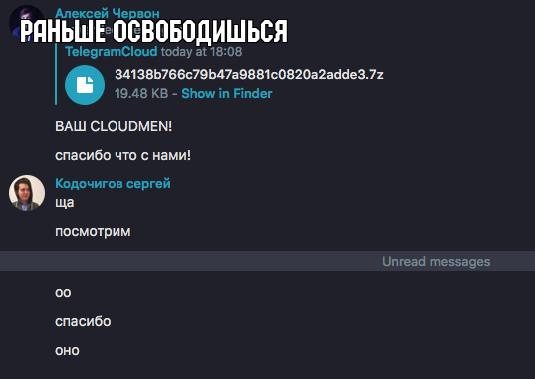 Алексей Червон
РАНЬШЕ ОСВОБОДИШЬСЯ
TelegramCloud today at 18:08
34138b766c79b47a9881c0820a2adde3.7z
19.48 KB - Show in Finder
ВАШ CLOUDMEN!
спасибо что с нами!
Кодочигов сергей
ща
посмотрим
Unread messages
оо
спасибо
оно